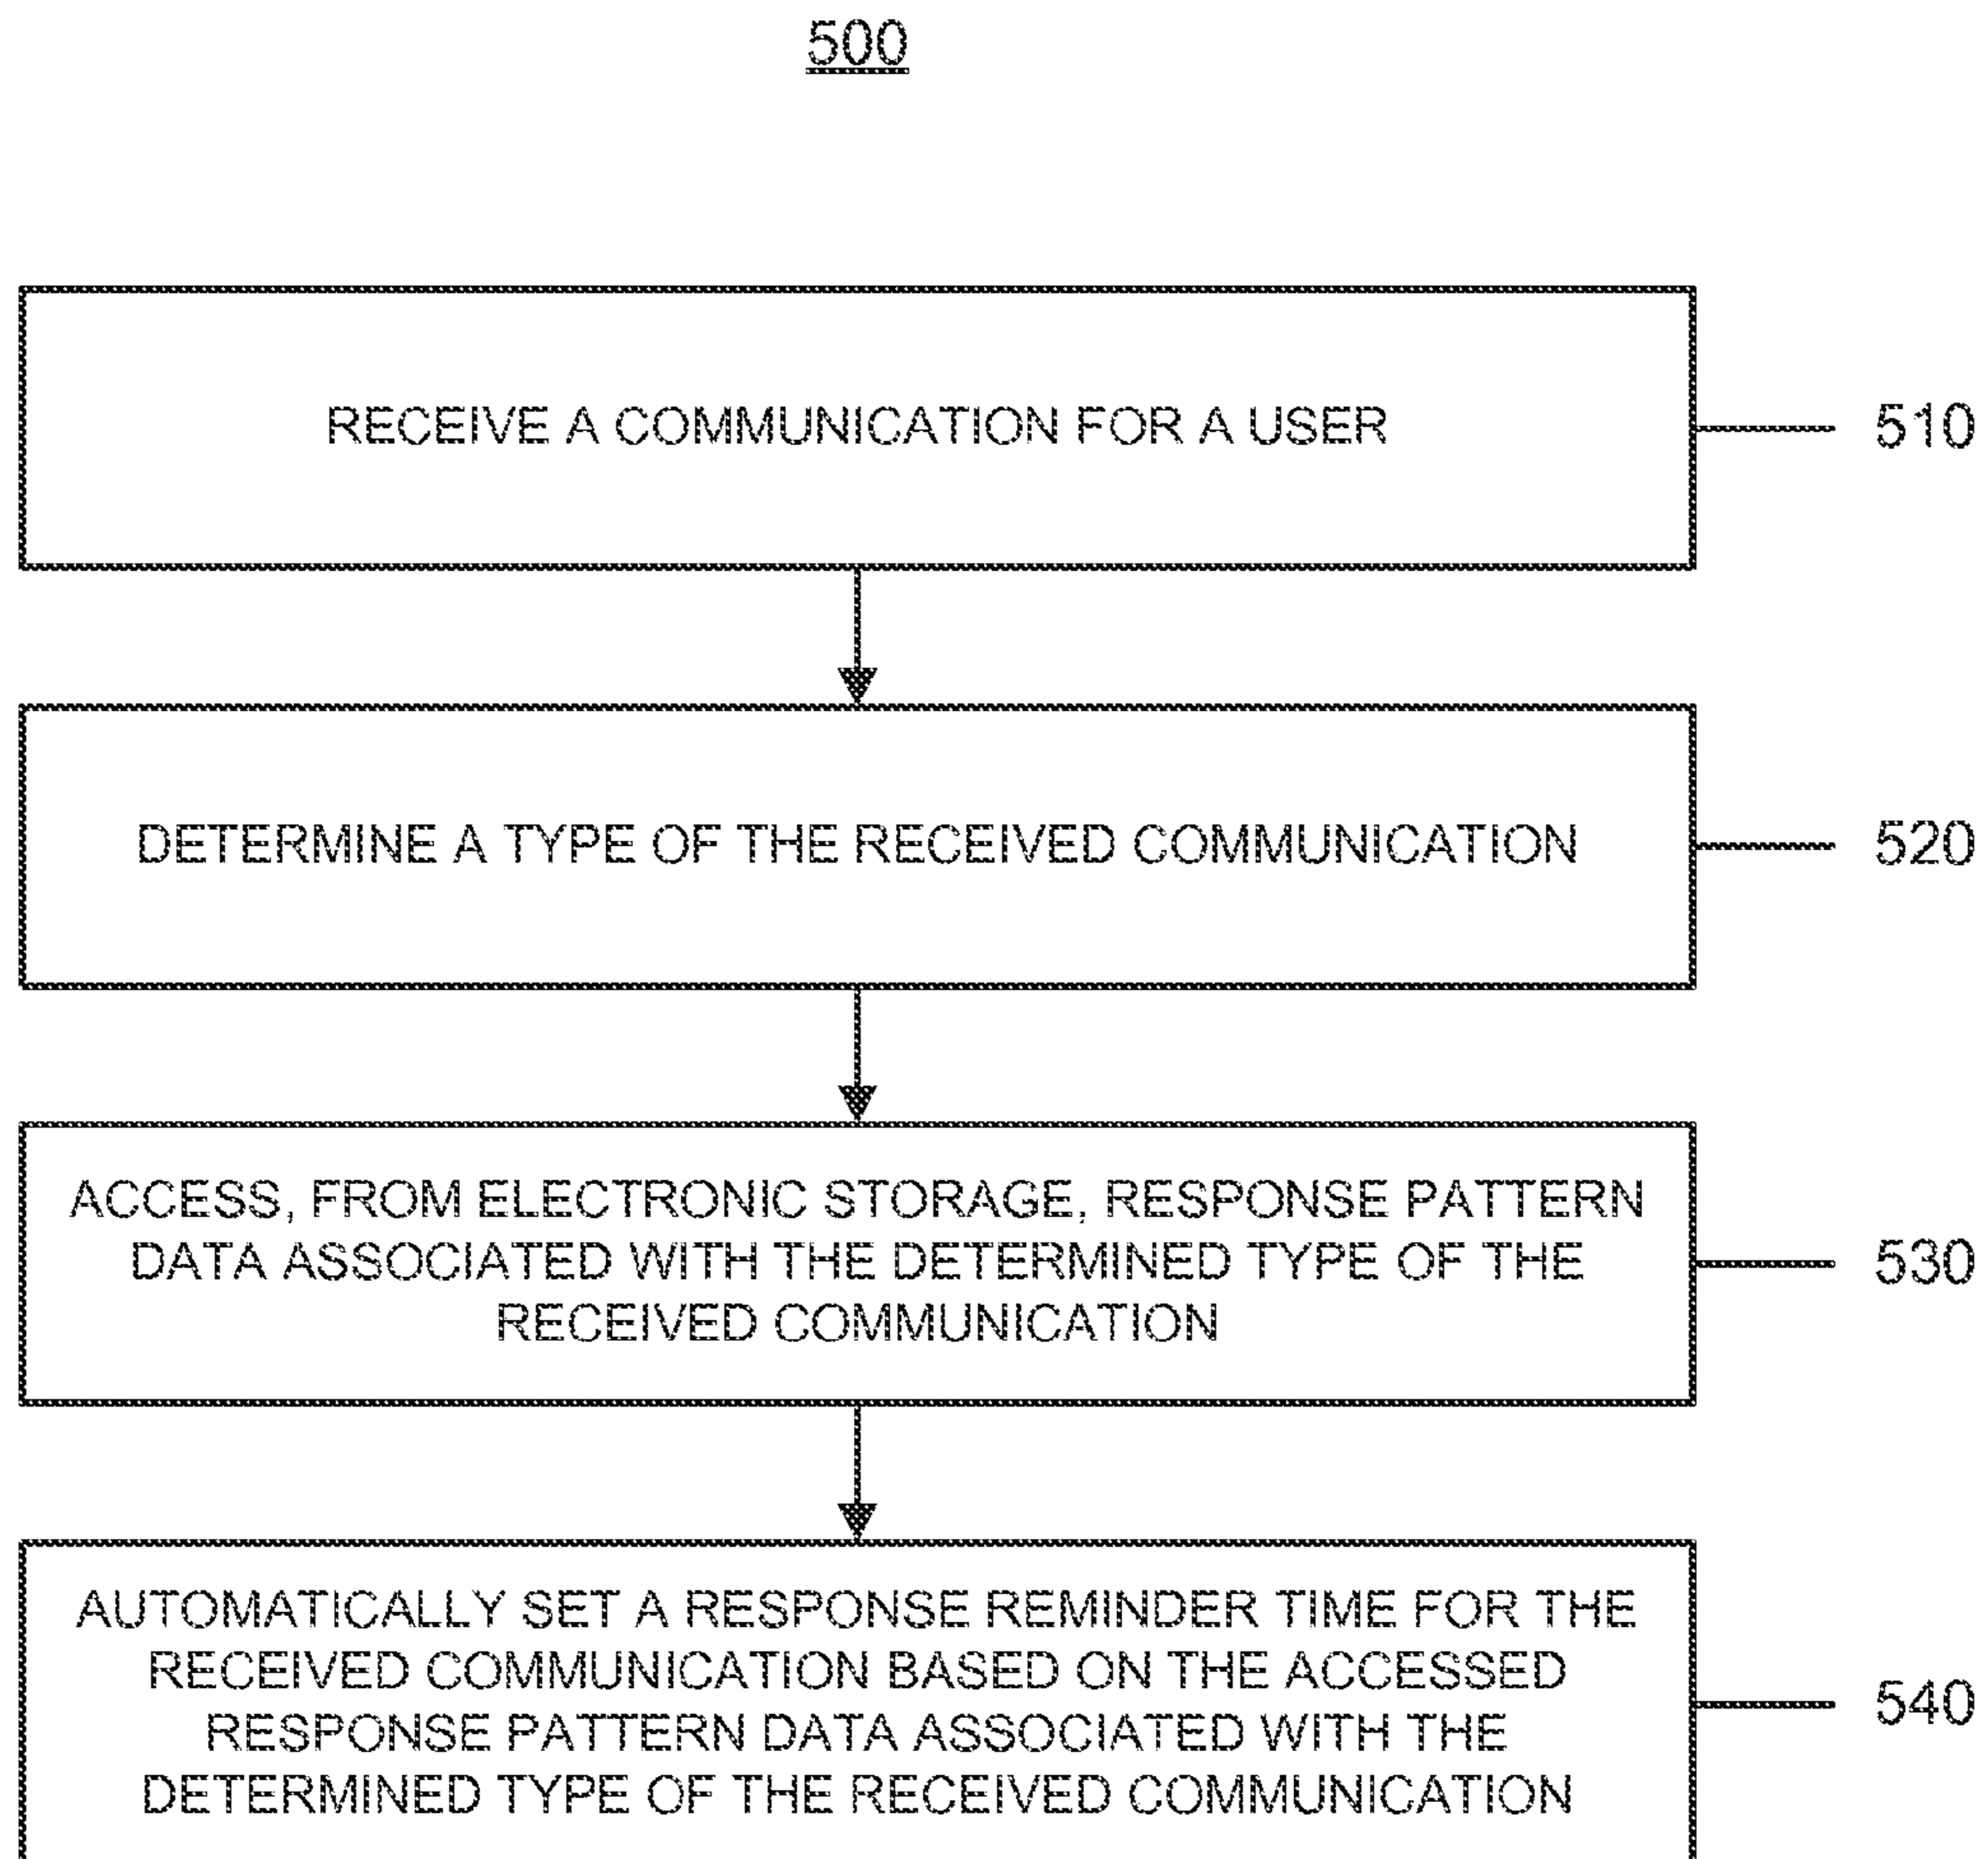 500
RECEIVE A COMMUNICATION FOR A USER
510
DETERMINE A TYPE OF THE RECEIVED COMMUNICATION
520
ACCESS, FROM ELECTRONIC STORAGE, RESPONSE PATTERN
DATA ASSOCIATED WITH THE DETERMINED TYPE OF THE
RECEIVED COMMUNICATION
530
AUTOMATICALLY SET A RESPONSE REMINDER TIME FOR THE
RECEIVED COMMUNICATION BASED ON THE ACCESSED
RESPONSE PATTERN DATA ASSOCIATED WITH THE
DETERMINED TYPE OF THE RECEIVED COMMUNICATION
540